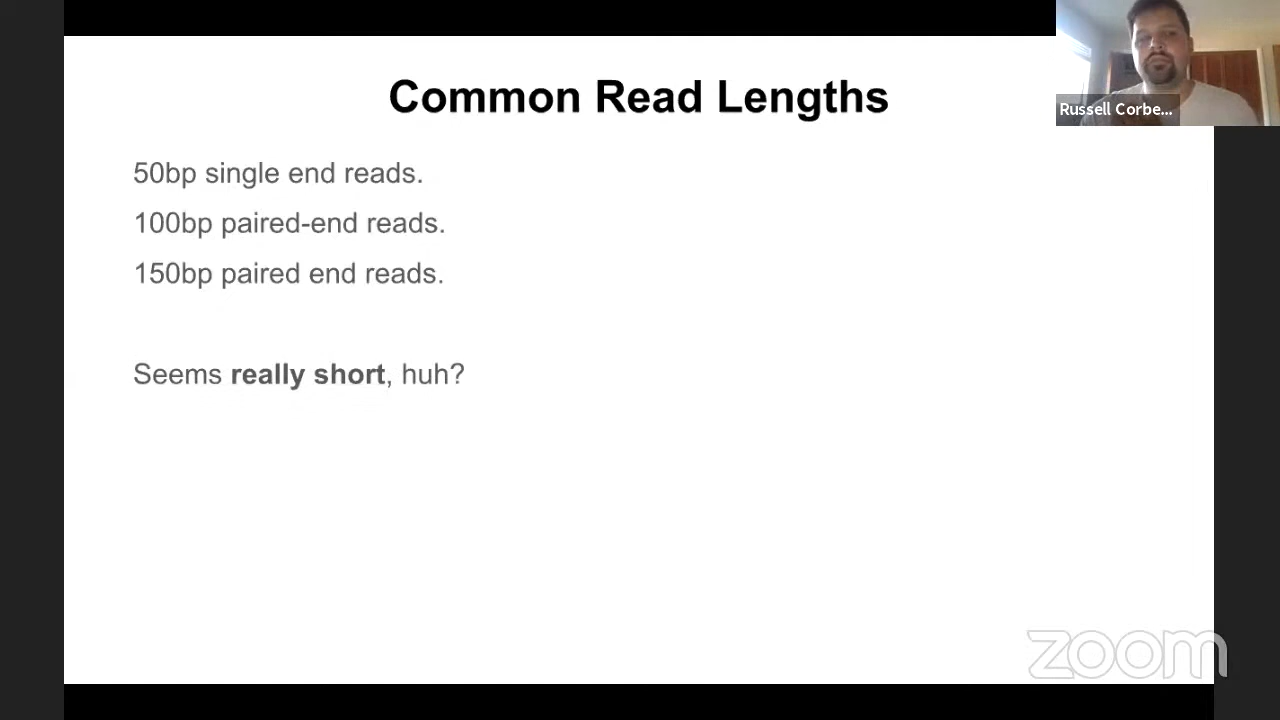 Common Read Lengths
Russell Corbe...
50bp single end reads.
100bp paired-end reads.
150bp paired end reads.
Seems really short, huh?
zoom